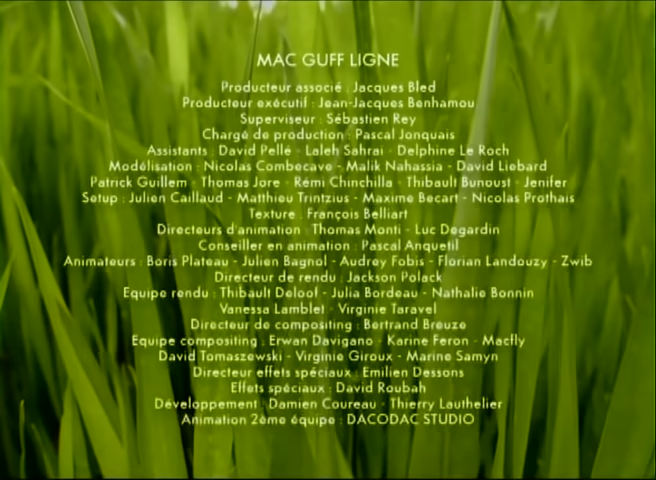 MAC GUFF LIGNE
Producteur associé : Jacques Bled
Producteur exécutif : Jean-Jacques Benhamou
Superviseur : Sébastien Rey
Chargé de production : Pascal Jonquais
Assistants : David Pellé - Laleh Sahrai - Delphine Le Roch
Modélisation : Nicolas Combecave - Malik Nahassia - David Liebard
Patrick Guillem - Thomas Jore - Rémi Chinchilla - Thibault Bunoust - Jenifer
Setup : Julien Caillaud - Matthieu Trintzius - Maxime Becart - Nicolas Prothais
Texture : François Belliart
Directeurs d'animation : Thomas Monti - Luc Degardin
Conseiller en animation : Pascal Anquetil
Animateurs : Boris Plateau - Julien Bagnol - Audrey Fobis - Florian Landouzy - Zwib
Directeur de rendu : Jackson Polack
Equipe rendu : Thibault Deloof - Julia Bordeau - Nathalie Bonnin
Vanessa Lamblet - Virginie Taravel
Directeur de compositing : Bertrand Breuze
Equipe compositing : Erwan Davigano - Karine Feron - Macfly
David Tomaszewski - Virginie Giroux - Marine Samyn
Directeur effets spéciaux : Emilien Dessons
Effets spéciaux : David Roubah
Développement : Damien Coureau - Thierry Lauthelier
Animation 2ème équipe : DACODAC STUDIO